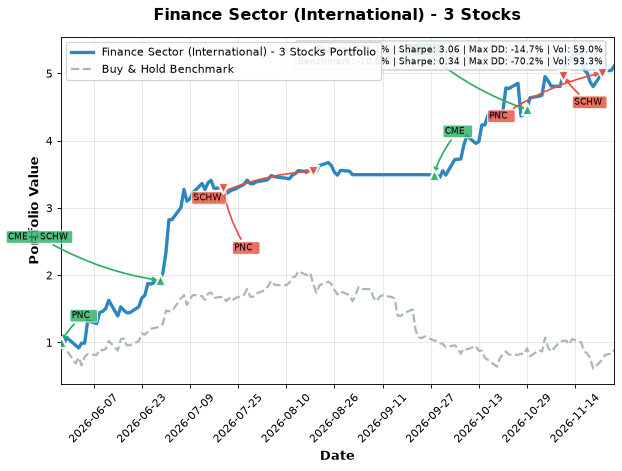 Finance Sector (International) - 3 Stocks
Finance Sector (International) - 3 Stocks Portfolio
Buy & Hold Benchmark
% | Sharpe: 3.06 | Max DD: -14.7% | Vol: 59.0%
% | Sharpe: 0.34 | Max DD: -70.2% | Vol: 93.3%
PNC
SCHW
CME
SCHW
CME
SCHW
PNC
PNC
Portfolio Value
5
4
3
2
1
2026-06-07
2026-06-23
2026-07-09
2026-07-25
2026-08-10
2026-08-26
2026-09-11
2026-09-27
2026-10-13
2026-10-29
2026-11-14
Date